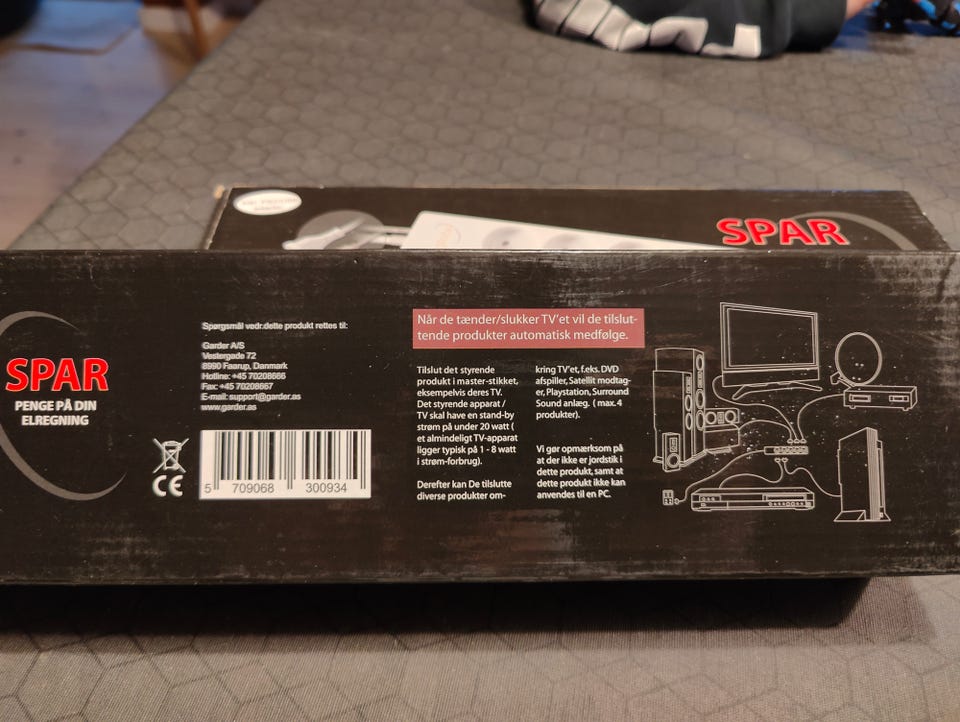 SPAR
SPAR
PENGE PÅ DIN
ELREGNING
Spørgsmål vedr.dette produkt rettes til:
Garder A/S
Vestergade 72
8990 Faarup, Danmark
Hotline: +45 70208666
Fax: +45 70208667
E-mail: support@garder.as
www.garder.as
CE
5 709068 300934
Når de tænder/slukker TV'et vil de tilslut-
tende produkter automatisk medfølge.
Tilslut det styrende
produkt i master-stikket,
eksempelvis deres TV.
Det styrende apparat /
TV skal have en stand-by
strøm på under 20 watt (
et almindeligt TV-apparat
ligger typisk på 1 - 8 watt
i strøm-forbrug).
Derefter kan De tilslutte
diverse produkter om-
kring TV'et, f.eks. DVD
afspiller, Satellit modtag-
er, Playstation, Surround
Sound anlæg. ( max. 4
produkter).
Vi gør opmærksom på
at der ikke er jordstik i
dette produkt, samt at
dette produkt ikke kan
anvendes til en PC.